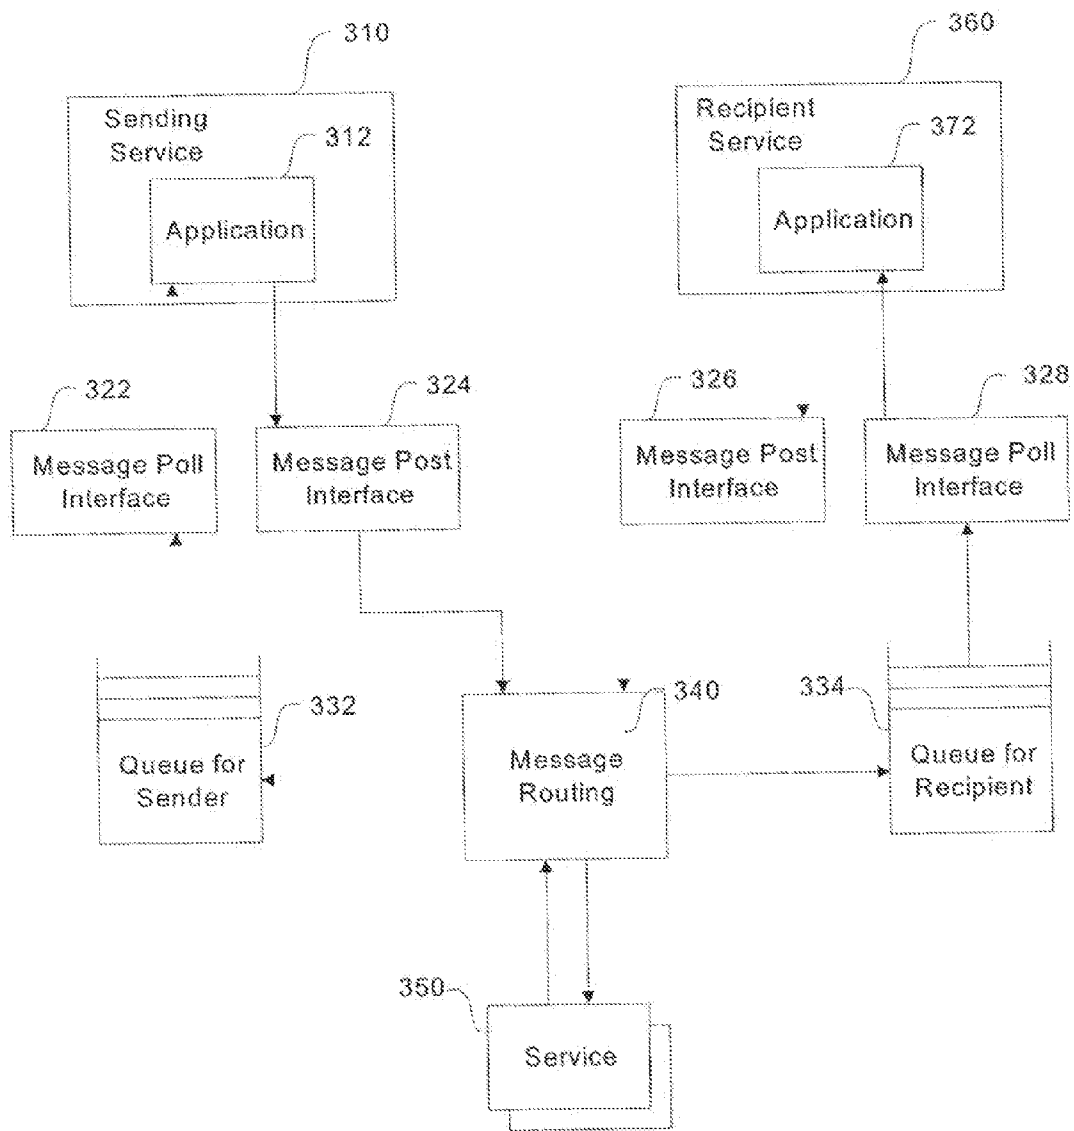 310
360
Sending
Service
312
Application
Recipient
Service
372
Application
322
324
326
328
Message Poll
Interface
Message Post
Interface
Message Post
Interface
Message Poll
Interface
332
340
334
Queue for
Sender
Message
Routing
Queue for
Recipient
350
Service